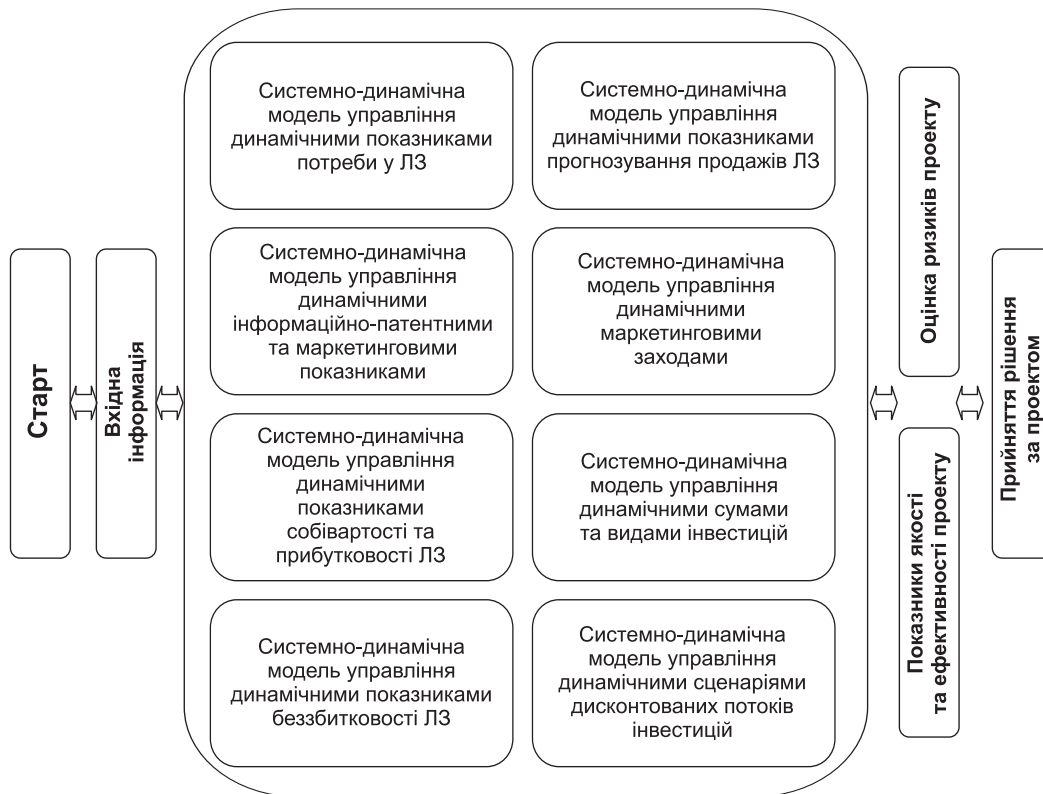 Старт
Вхідна
інформація
Системно-динамічна
модель управління
динамічними показниками
потреби у ЛЗ
Системно-динамічна
модель управління
динамічними показниками
прогнозування продажів ЛЗ
Системно-динамічна
модель управління
динамічними
інформаційно-патентними
та маркетинговими
показниками
Системно-динамічна
модель управління
динамічними
маркетинговими
заходами
Системно-динамічна
модель управління
динамічними
показниками
собівартості та
прибутковості ЛЗ
Системно-динамічна
модель управління
динамічними сумами
та видами інвестицій
Системно-динамічна
модель управління
динамічними показниками
беззбитковості ЛЗ
Системно-динамічна
модель управління
динамічними сценаріями
дисконтованих потоків
інвестицій
Оцінка ризиків проекту
Показники якості
та ефективності проекту
Прийняття рішення
за проектом